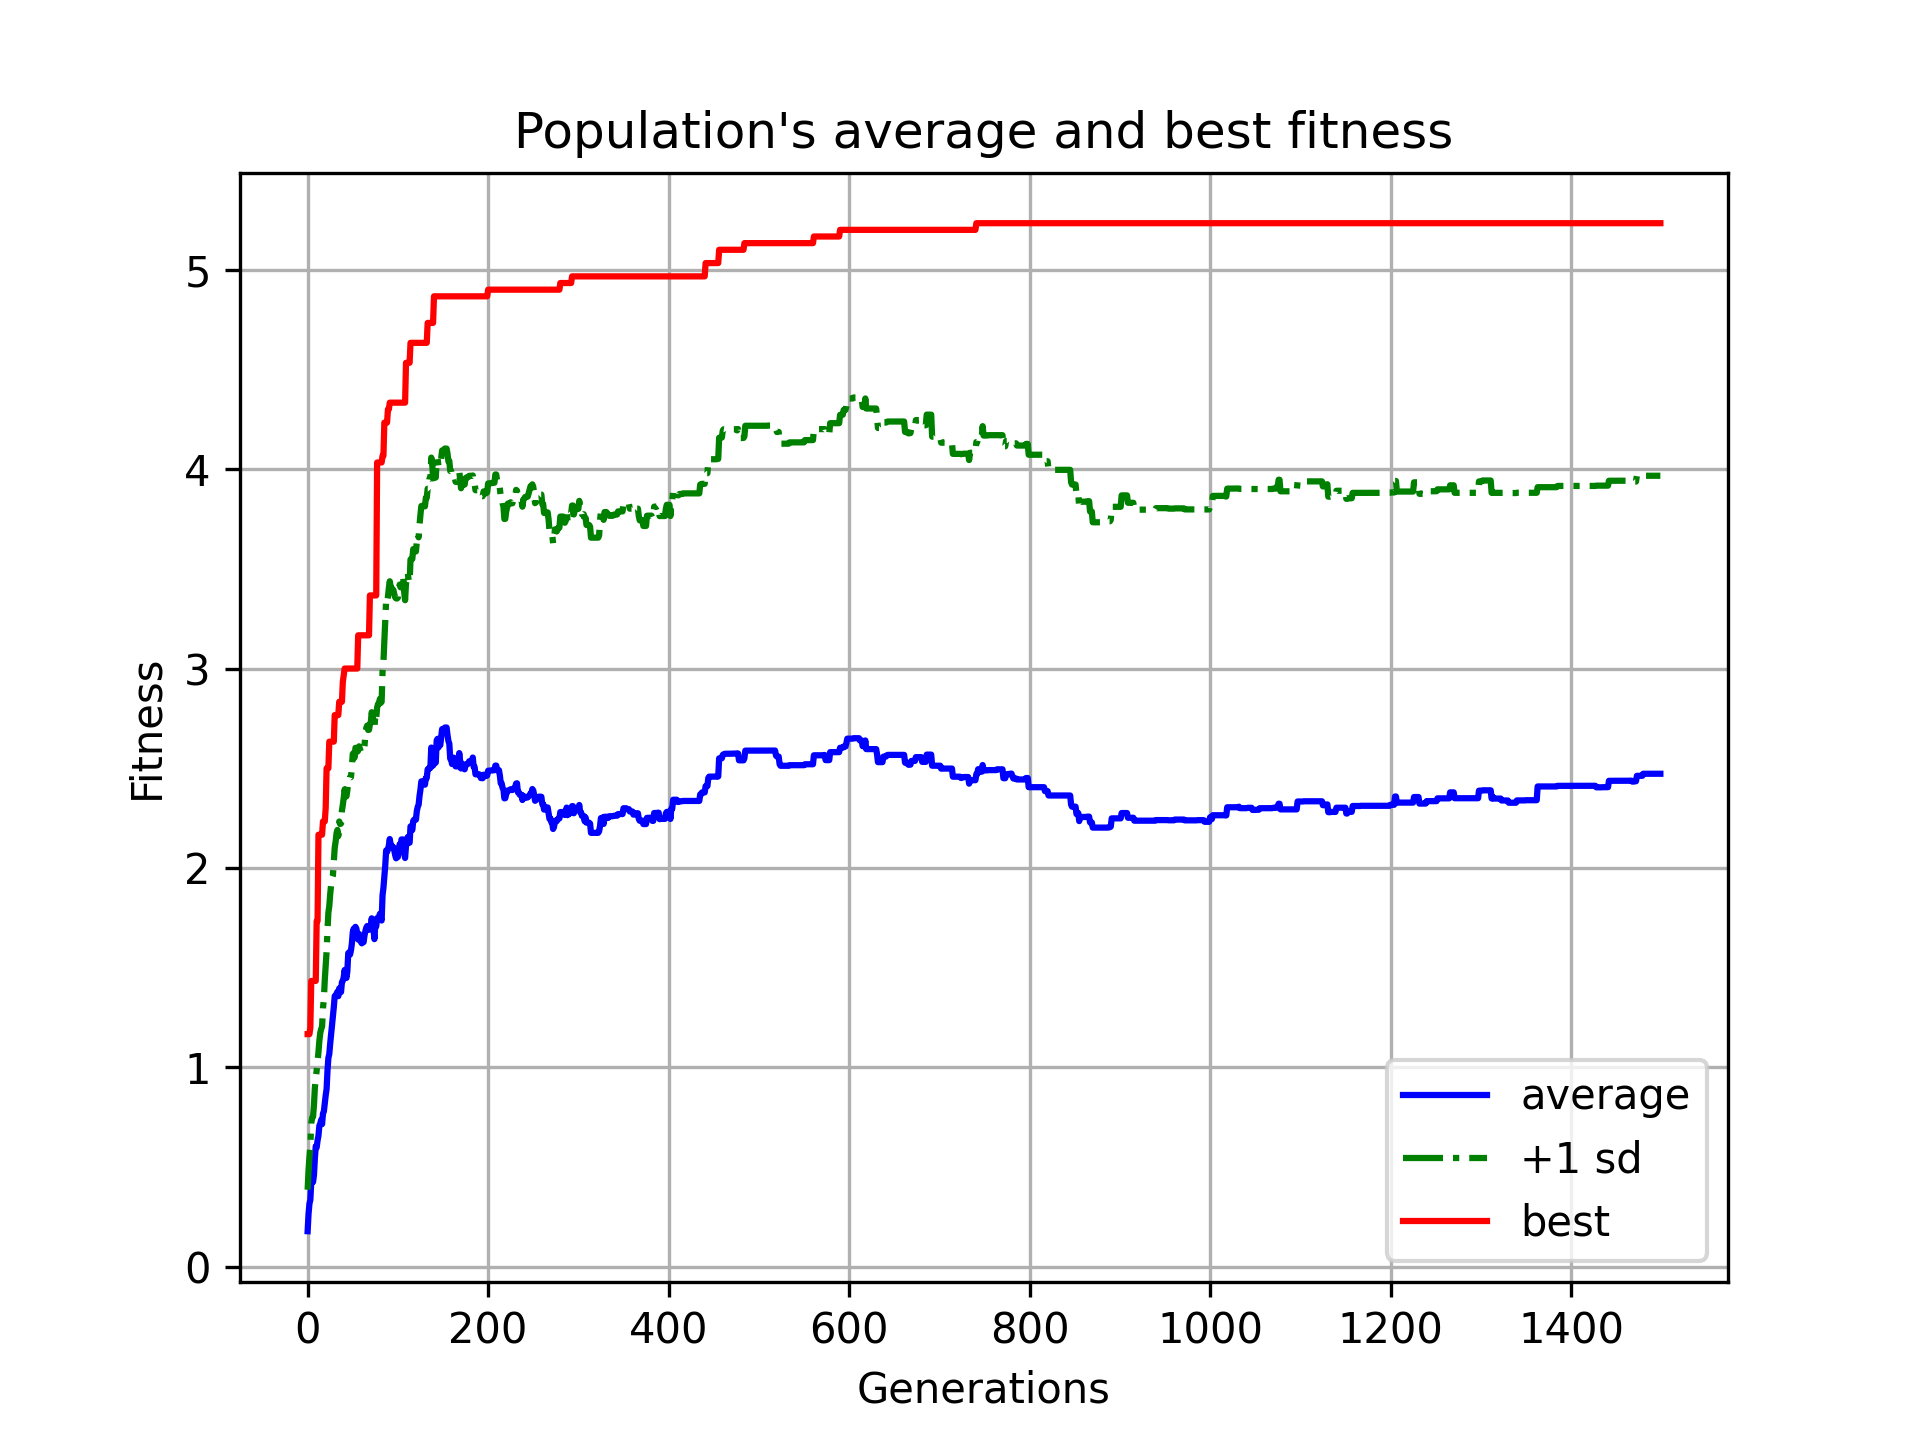 Population's average and best fitness
Fitness
5
4
3
2
1
0
average
+1 sd
best
0 200 400 600 800 1000 1200 1400
Generations